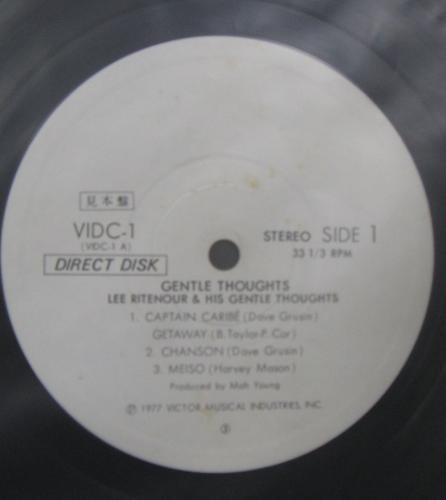 見本盤
VIDC-1
(VIDC-1 A)
DIRECT DISK
STEREO SIDE 1
33 1/3 RPM
GENTLE THOUGHTS
LEE RITENOUR & HIS GENTLE THOUGHTS
1. CAPTAIN CARIBÉ (Dave Grusin)
GETAWAY (B. Taylor-P. Cor)
2. CHANSON (Dave Grusin)
3. MEISO (Harvey Mason)
Produced by Mah Young
Ⓟ 1977 VICTOR MUSICAL INDUSTRIES, INC.